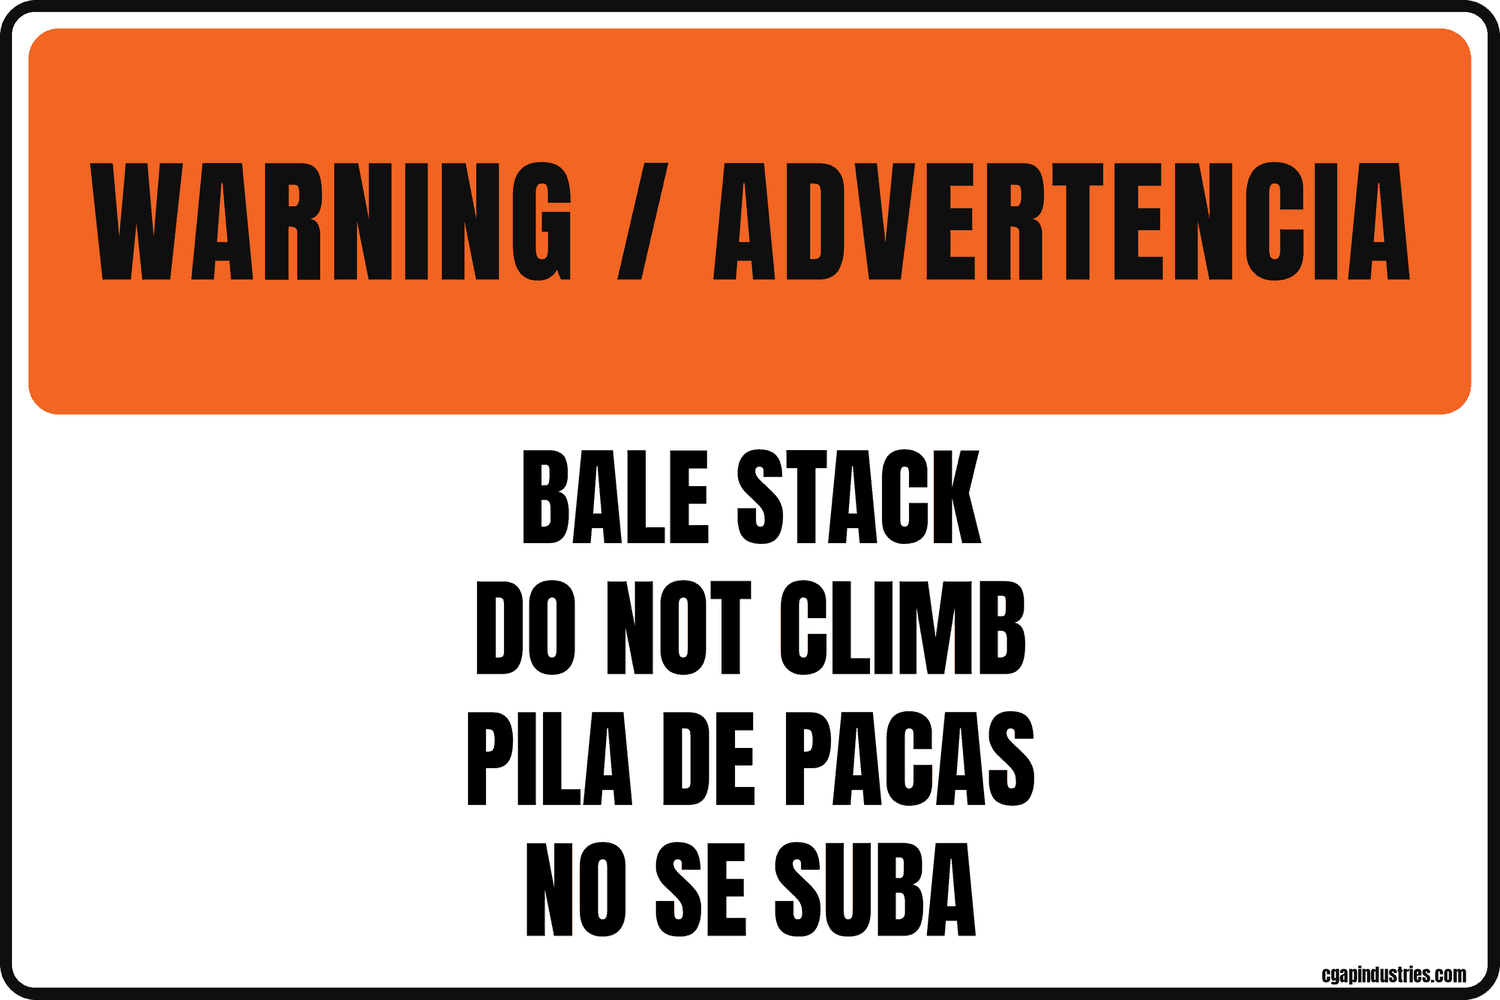 WARNING / ADVERTENCIA
BALE STACK
DO NOT CLIMB
PILA DE PACAS
NO SE SUBA
cgapindustries.com